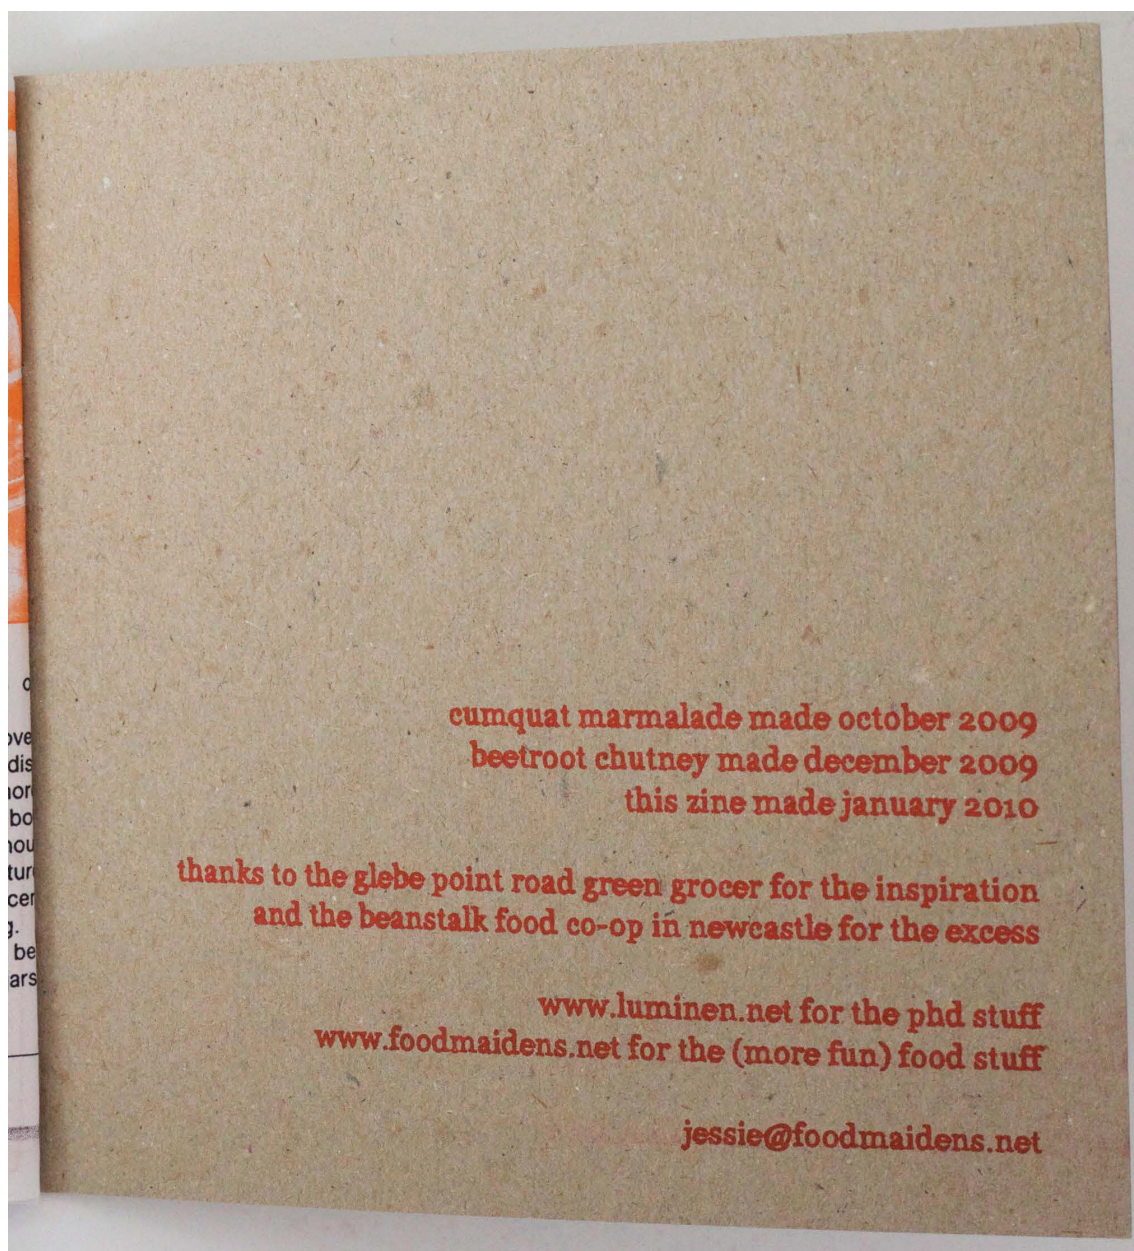 cumquat marmalade made october 2009
beetroot chutney made december 2009
this zine made january 2010
thanks to the glebe point road green grocer for the inspiration
and the beanstalk food co-op in newcastle for the excess
www.luminen.net for the phd stuff
www.foodmaidens.net for the (more fun) food stuff
jessie@foodmaidens.net
be